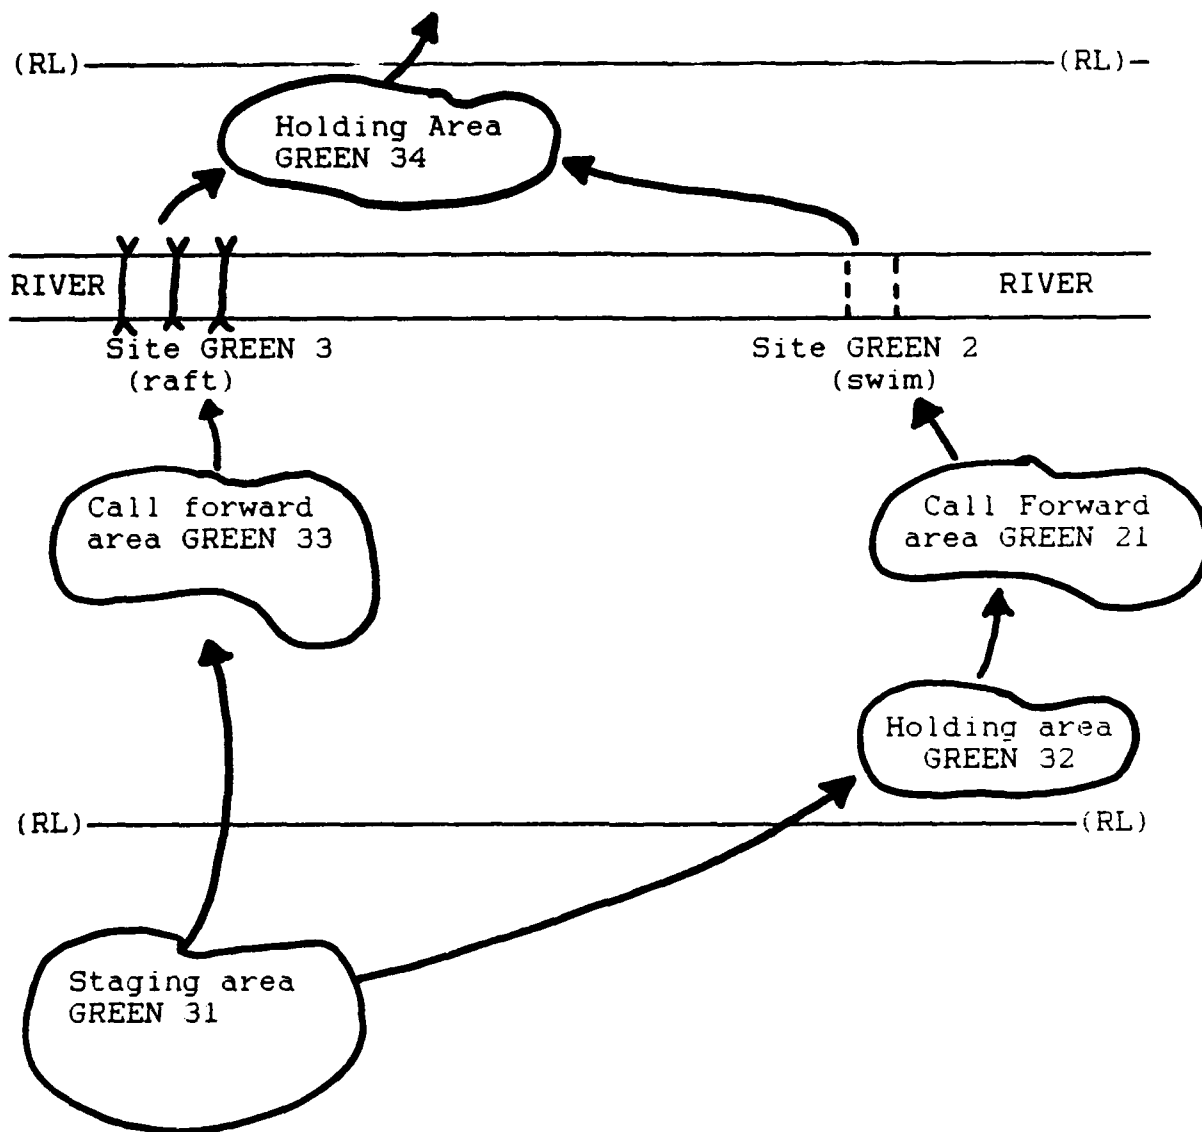 (RL) (RL)
Holding Area
GREEN 34
RIVER RIVER
Site GREEN 3
(raft)
Site GREEN 2
(swim)
Call forward
area GREEN 33
Call Forward
area GREEN 21
Holding area
GREEN 32
(RL) (RL)
Staging area
GREEN 31